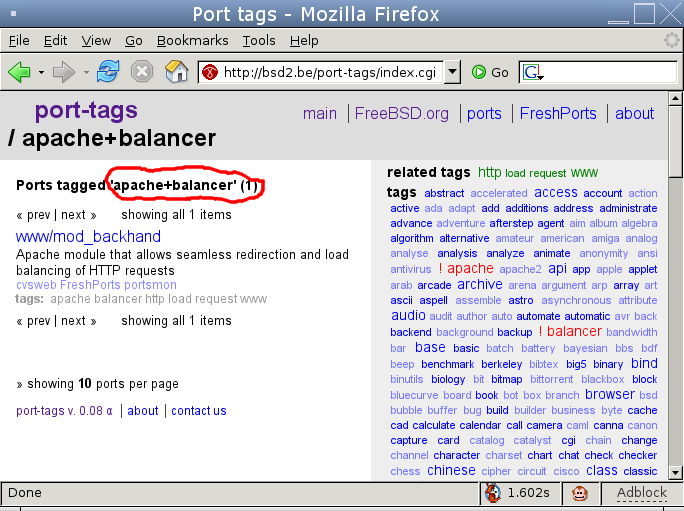 Port tags - Mozilla Firefox
File Edit View Go Bookmarks Tools Help
http://bsd2.be/port-tags/index.cgi Go G
port-tags main | FreeBSD.org | ports | FreshPorts | about
/ apache+balancer
Ports tagged 'apache+balancer' (1)
« prev | next » showing all 1 items
www/mod_backhand
Apache module that allows seamless redirection and load
balancing of HTTP requests
cvsweb FreshPorts portsmon
tags: apache balancer http load request www
« prev | next » showing all 1 items
» showing 10 ports per page
port-tags v. 0.08 α | about | contact us
related tags http load request www
tags abstract accelerated access account action
active ada adapt add additions address administrate
advance adventure afterstep agent aim album algebra
algorithm alternative amateur american amiga analog
analyse analysis analyze animate anonymity ansi
antivirus ! apache apache2 api app apple applet
arab arcade archive arena argument arp array art
ascii aspell assemble astro asynchronous attribute
audio audit author auto automate automatic avr back
backend background backup ! balancer bandwidth
bar base basic batch battery bayesian bbs bdf
beep benchmark berkeley bibtex big5 binary bind
binutils biology bit bitmap bittorrent blackbox block
bluecurve board book bot box branch browser bsd
bubble buffer bug build builder business byte cache
cad calculate calendar call camera caml canna canon
capture card catalog catalyst cgi chain change
channel character charset chart chat check checker
chess chinese cipher circuit cisco class classic
Done 1.602s Adblock